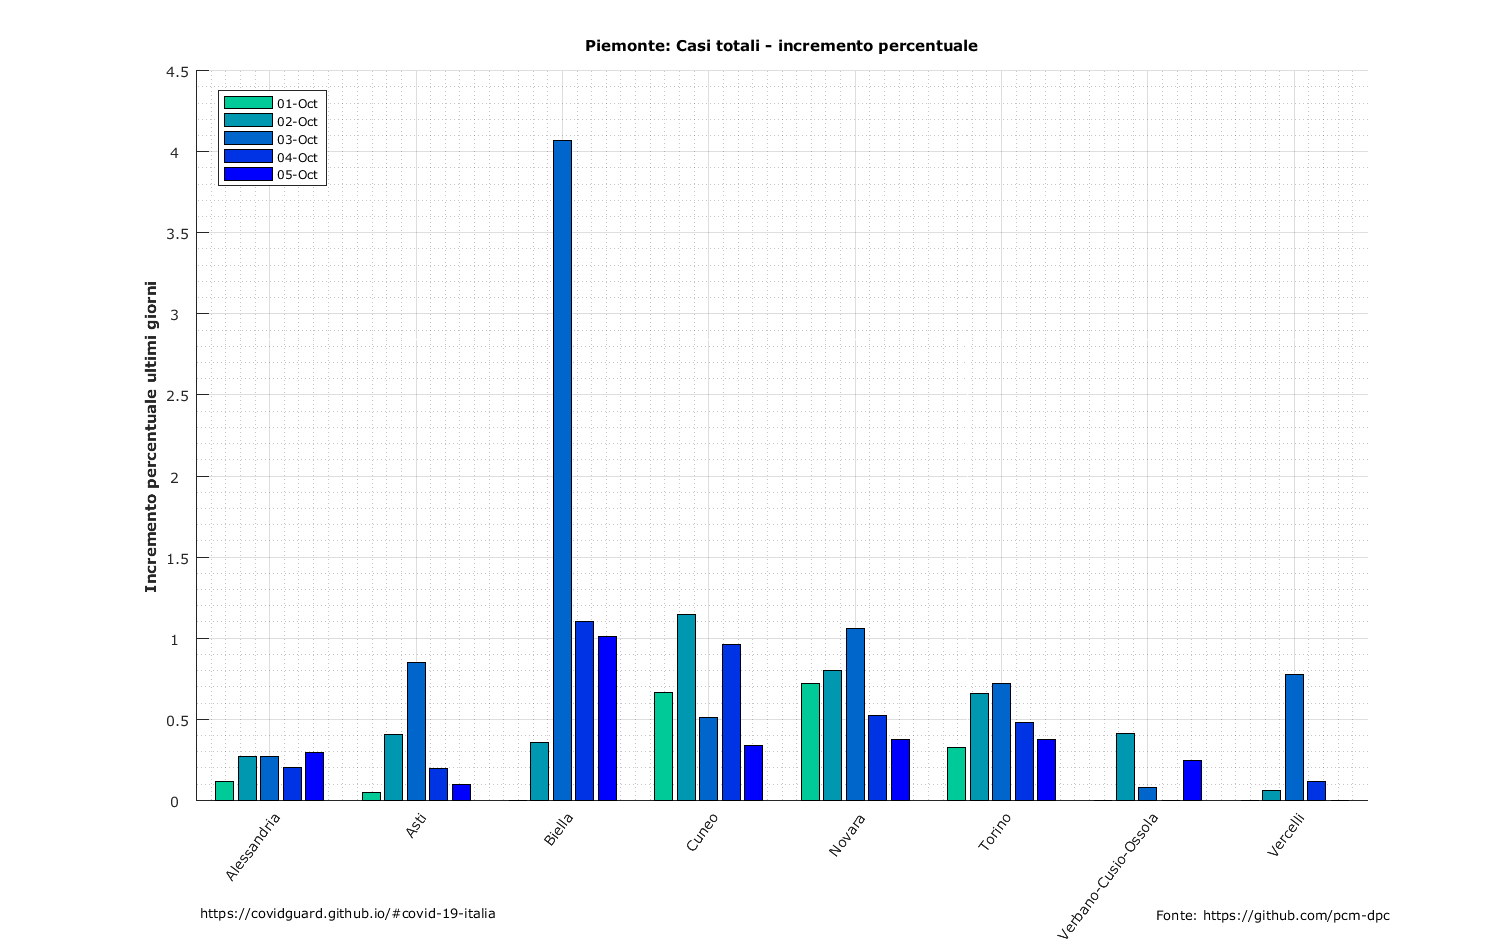 Piemonte: Casi totali - incremento percentuale
4.5
4
3.5
3
2.5
2
1.5
1
0.5
0
Incremento percentuale ultimi giorni
01-Oct
02-Oct
03-Oct
04-Oct
05-Oct
Alessandria
Asti
Biella
Cuneo
Novara
Torino
Verbano-Cusio-Ossola
Vercelli
https://covidguard.github.io/#covid-19-italia
Fonte: https://github.com/pcm-dpc